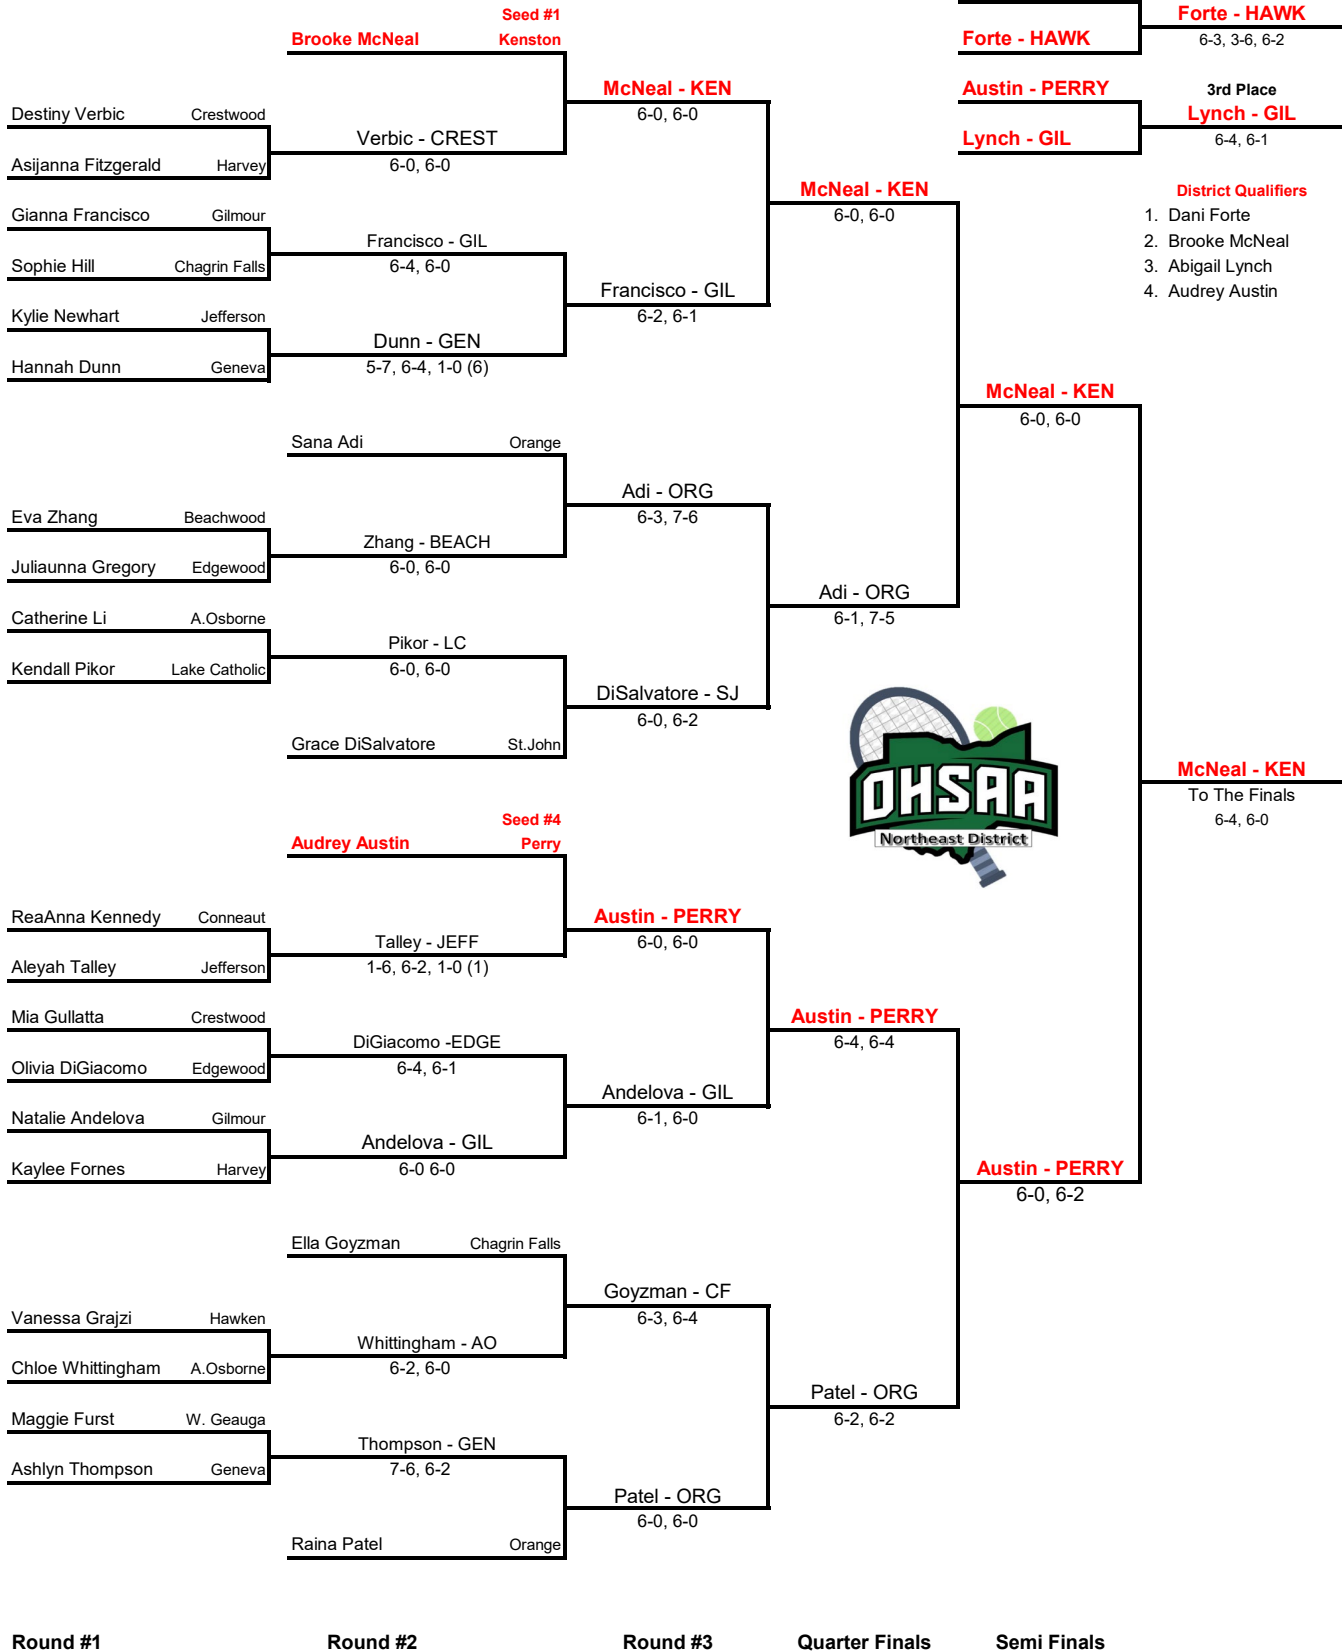 Seed #1
Brooke McNeal Kenston
Forte - HAWK
Forte - HAWK
6-3, 3-6, 6-2
McNeal - KEN
6-0, 6-0
Austin - PERRY
3rd Place
Lynch - GIL
Lynch - GIL
6-4, 6-1
Destiny Verbic Crestwood
Verbic - CREST
6-0, 6-0
Asijanna Fitzgerald Harvey
McNeal - KEN
6-0, 6-0
District Qualifiers
1. Dani Forte
2. Brooke McNeal
3. Abigail Lynch
4. Audrey Austin
Gianna Francisco Gilmour
Francisco - GIL
6-4, 6-0
Sophie Hill Chagrin Falls
Francisco - GIL
6-2, 6-1
Kylie Newhart Jefferson
Dunn - GEN
5-7, 6-4, 1-0 (6)
Hannah Dunn Geneva
McNeal - KEN
6-0, 6-0
Sana Adi Orange
Adi - ORG
6-3, 7-6
Eva Zhang Beachwood
Zhang - BEACH
6-0, 6-0
Juliaunna Gregory Edgewood
Adi - ORG
6-1, 7-5
Catherine Li A.Osborne
Pikor - LC
6-0, 6-0
Kendall Pikor Lake Catholic
DiSalvatore - SJ
6-0, 6-2
Grace DiSalvatore St.John
OHSAA
Northeast District
McNeal - KEN
To The Finals
6-4, 6-0
Seed #4
Audrey Austin Perry
Austin - PERRY
6-0, 6-0
ReaAnna Kennedy Conneaut
Talley - JEFF
1-6, 6-2, 1-0 (1)
Aleyah Talley Jefferson
Austin - PERRY
6-4, 6-4
Mia Gullatta Crestwood
DiGiacomo -EDGE
6-4, 6-1
Olivia DiGiacomo Edgewood
Andelova - GIL
6-1, 6-0
Natalie Andelova Gilmour
Andelova - GIL
6-0 6-0
Kaylee Fornes Harvey
Austin - PERRY
6-0, 6-2
Ella Goyzman Chagrin Falls
Goyzman - CF
6-3, 6-4
Vanessa Grajzi Hawken
Whittingham - AO
6-2, 6-0
Chloe Whittingham A.Osborne
Patel - ORG
6-2, 6-2
Maggie Furst W. Geauga
Thompson - GEN
7-6, 6-2
Ashlyn Thompson Geneva
Patel - ORG
6-0, 6-0
Raina Patel Orange
Round #1 Round #2 Round #3 Quarter Finals Semi Finals